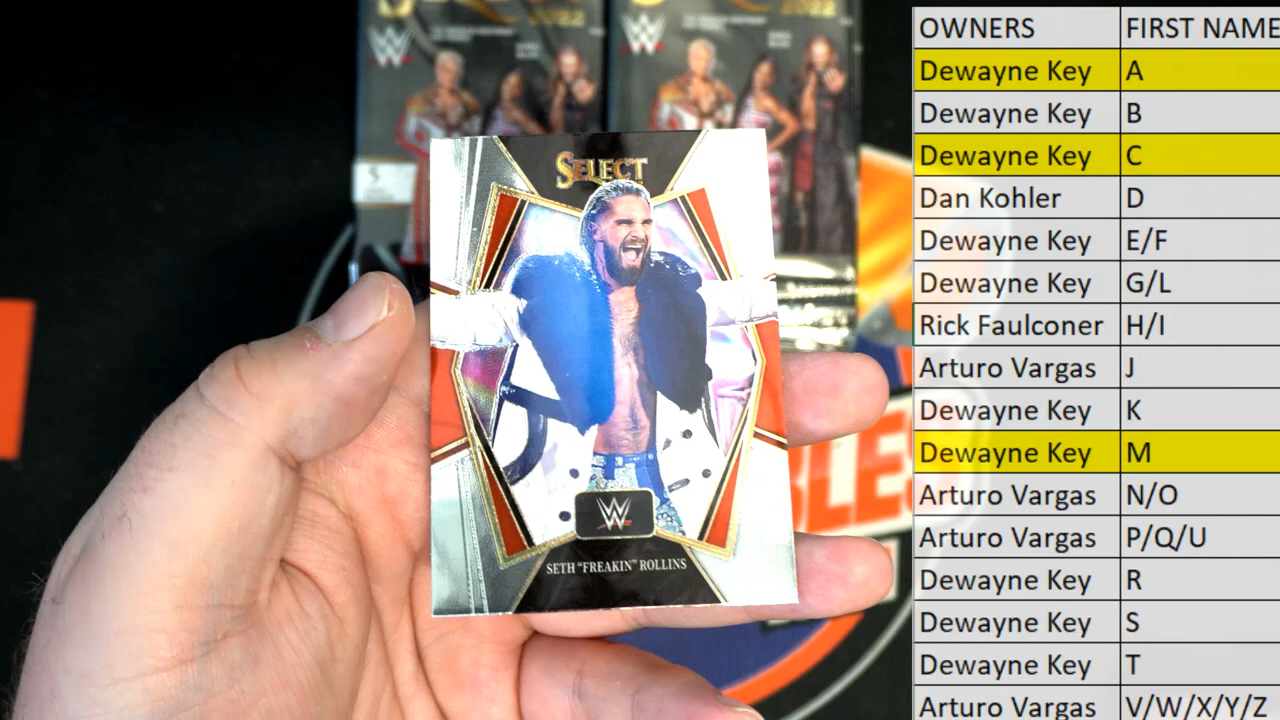 2022
2022
W
W
SELECT
W
SETH "FREAKIN" ROLLINS
BLES
OWNERS FIRST NAME
Dewayne Key A
Dewayne Key B
Dewayne Key C
Dan Kohler D
Dewayne Key E/F
Dewayne Key G/L
Rick Faulconer H/I
Arturo Vargas J
Dewayne Key K
Dewayne Key M
Arturo Vargas N/O
Arturo Vargas P/Q/U
Dewayne Key R
Dewayne Key S
Dewayne Key T
Arturo Vargas V/W/X/Y/Z